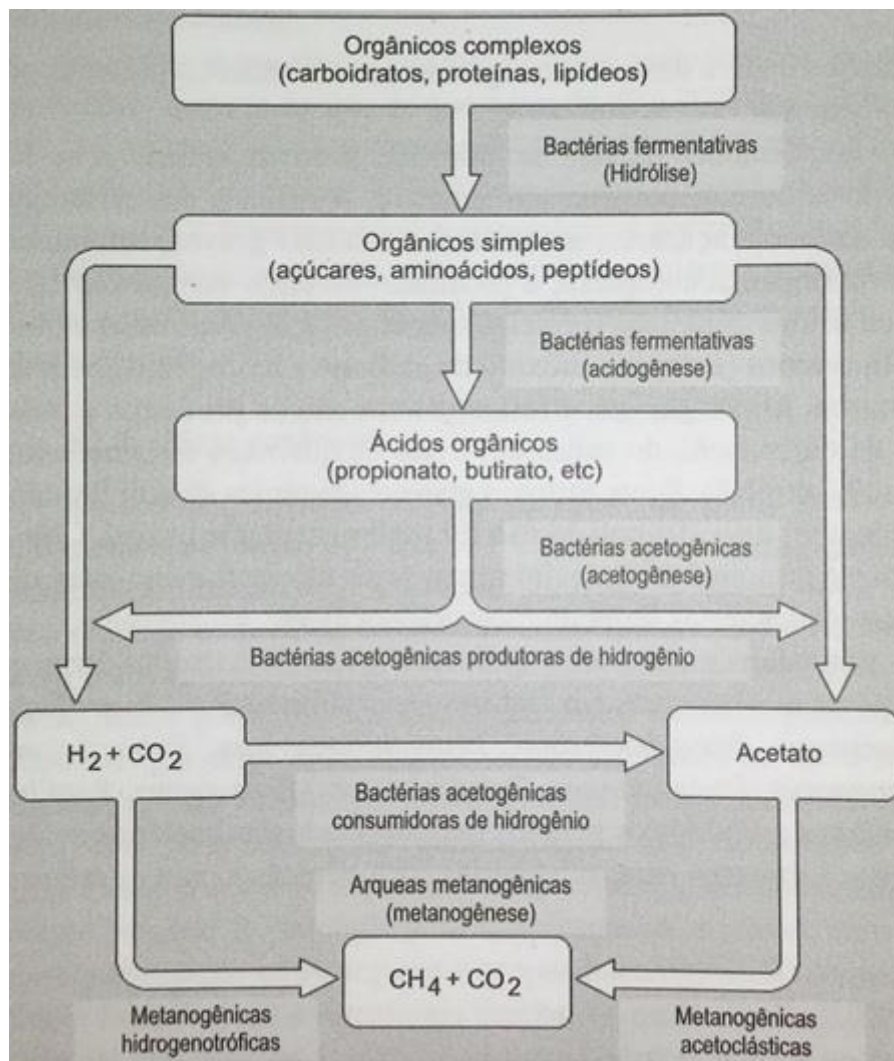 Orgânicos complexos
(carboidratos, proteínas, lipídeos)
Bactérias fermentativas
(Hidrólise)
Orgânicos simples
(açúcares, aminoácidos, peptídeos)
Bactérias fermentativas
(acidogênese)
Ácidos orgânicos
(propionato, butirato, etc)
Bactérias acetogênicas
(acetogênese)
Bactérias acetogênicas produtoras de hidrogênio
H₂ + CO₂
Acetato
Bactérias acetogênicas
consumidoras de hidrogênio
Arqueas metanogênicas
(metanogênese)
CH₄ + CO₂
Metanogênicas
hidrogenotróficas
Metanogênicas
acetoclásticas